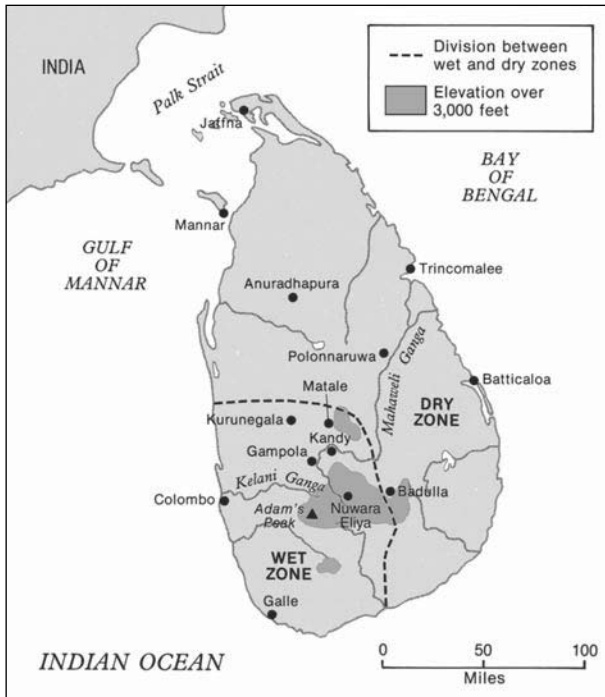 INDIA
Palk Strait
Division between
wet and dry zones
Elevation over
3,000 feet
Jaffna
BAY
OF
BENGAL
Mannar
GULF
OF
MANNAR
Trincomalee
Anuradhapura
Polonnaruwa
Mahaweli Ganga
Batticaloa
Matale
DRY
ZONE
Kurunegala
Kandy
Gampola
Kelani Ganga
Badulla
Colombo
Adam's
Peak
Nuwara
Eliya
WET
ZONE
Galle
INDIAN OCEAN
0 50 100
Miles